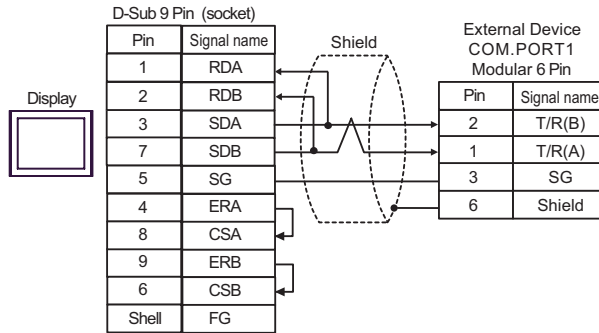 D-Sub 9 Pin (socket)
Pin Signal name
1 RDA
2 RDB
3 SDA
7 SDB
5 SG
4 ERA
8 CSA
9 ERB
6 CSB
Shell FG
Display
Shield
External Device
COM.PORT1
Modular 6 Pin
Pin Signal name
2 T/R(B)
1 T/R(A)
3 SG
6 Shield